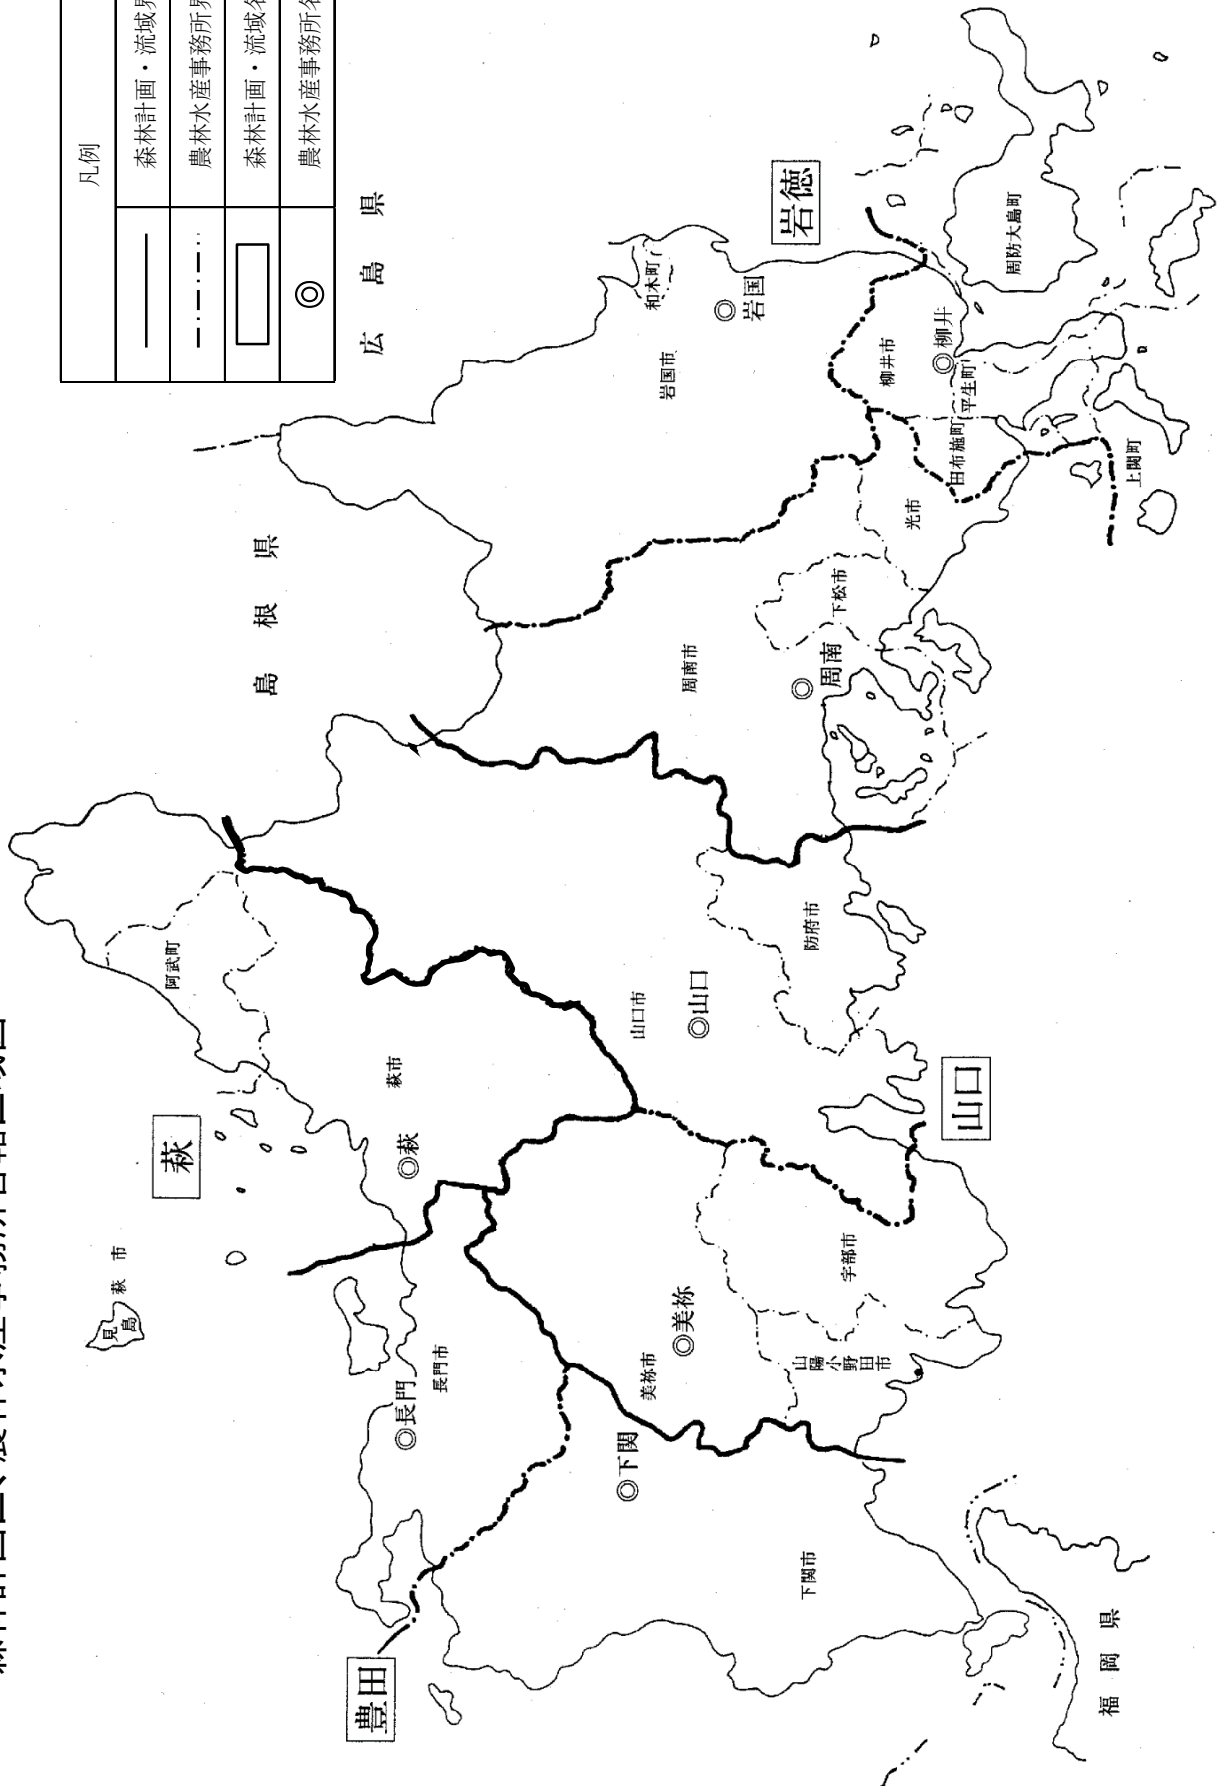 凡例
森林計画・流域界
農林水産事務所界
森林計画・流域名
農林水産事務所名
広島県
島根県
福岡県
萩
豊田
山口
岩徳
見島
萩市
阿武町
萩市
◎萩
長門市
◎長門
◎下関
下関市
美祢市
◎美祢
山陽小野田市
宇部市
山口市
◎山口
防府市
周南市
◎周南
下松市
光市
岩国市
和木町
◎岩国
柳井市
◎柳井
平生町
田布施町
上関町
周防大島町